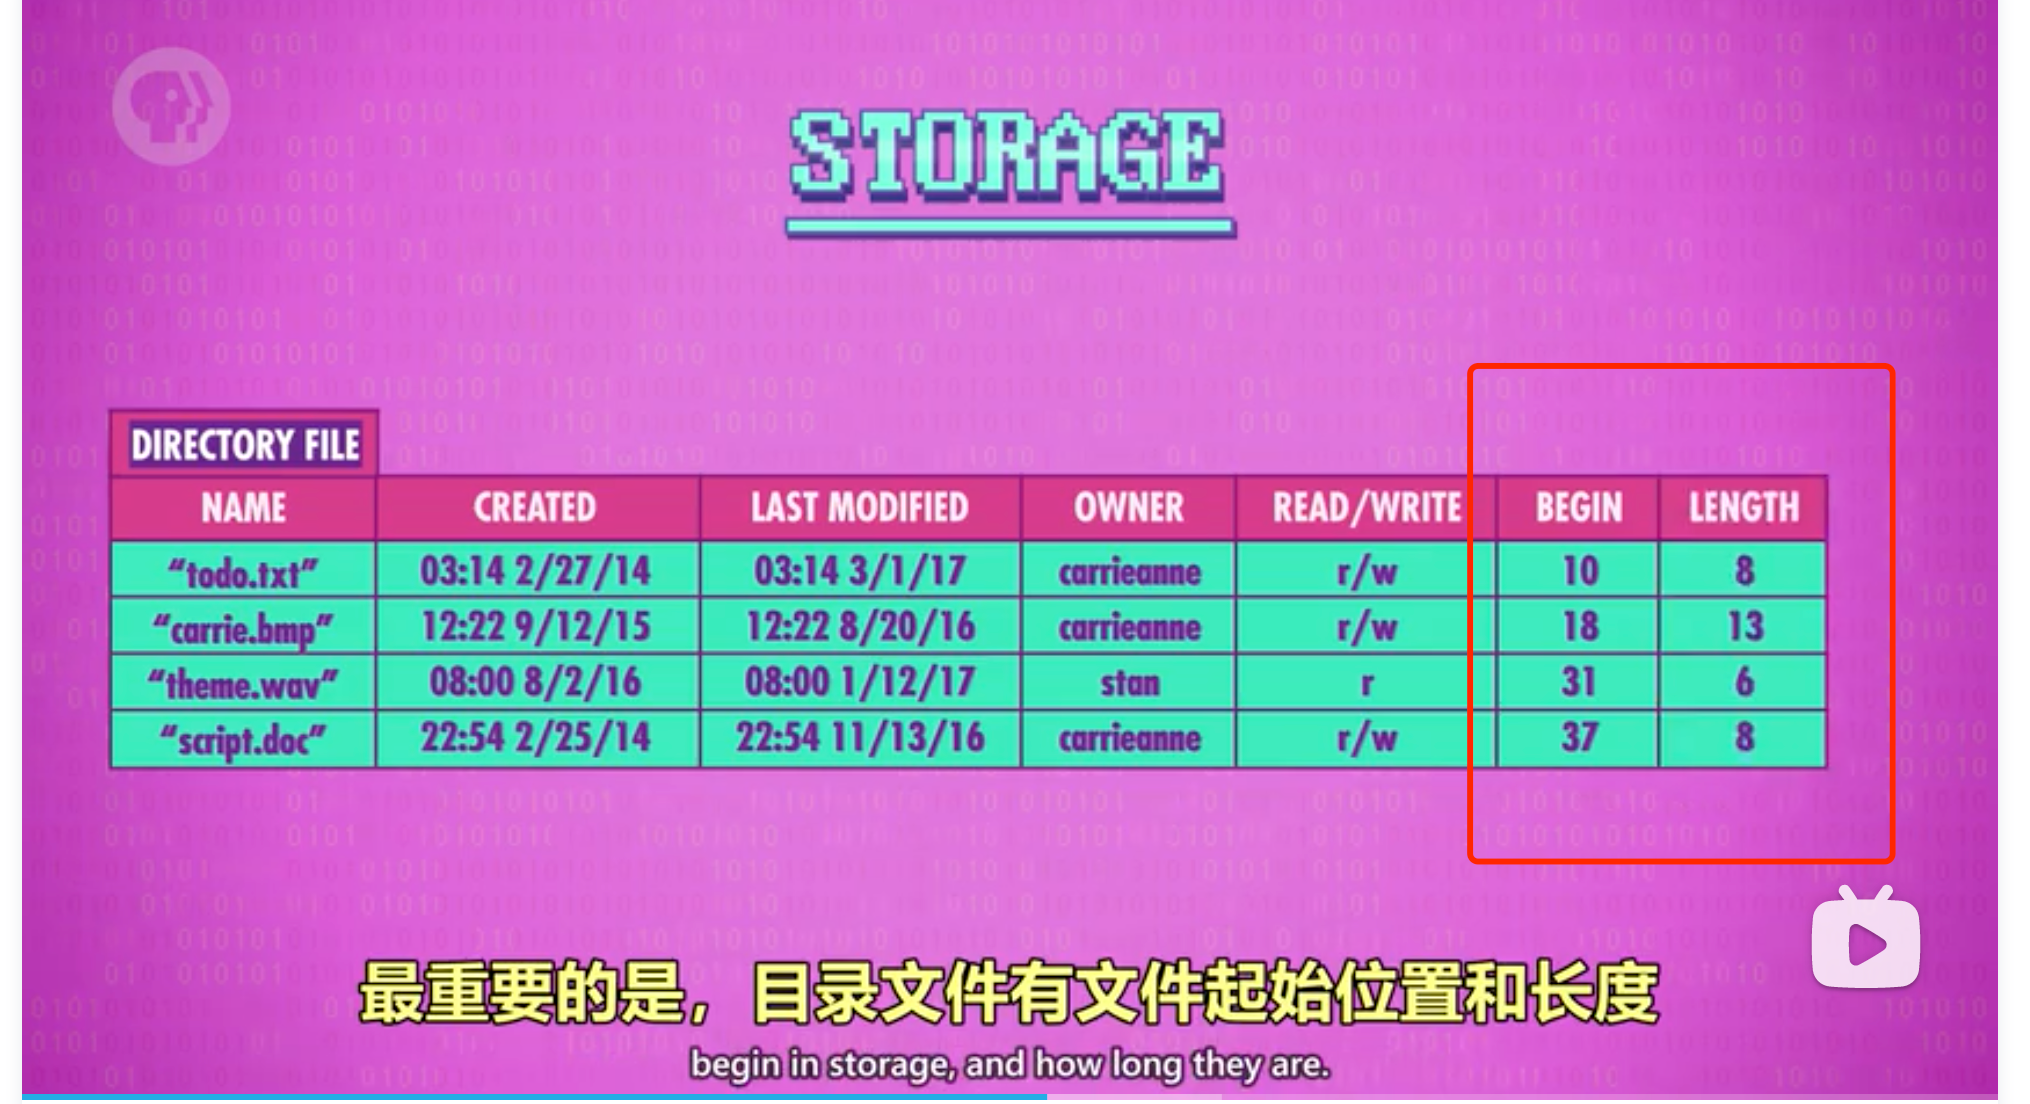 STORAGE
DIRECTORY FILE
NAME CREATED LAST MODIFIED OWNER READ/WRITE BEGIN LENGTH
“todo.txt” 03:14 2/27/14 03:14 3/1/17 carrieanne r/w 10 8
“carrie.bmp” 12:22 9/12/15 12:22 8/20/16 carrieanne r/w 18 13
“theme.wav” 08:00 8/2/16 08:00 1/12/17 stan r 31 6
“script.doc” 22:54 2/25/14 22:54 11/13/16 carrieanne r/w 37 8
最重要的是，目录文件有文件起始位置和长度
begin in storage, and how long they are.